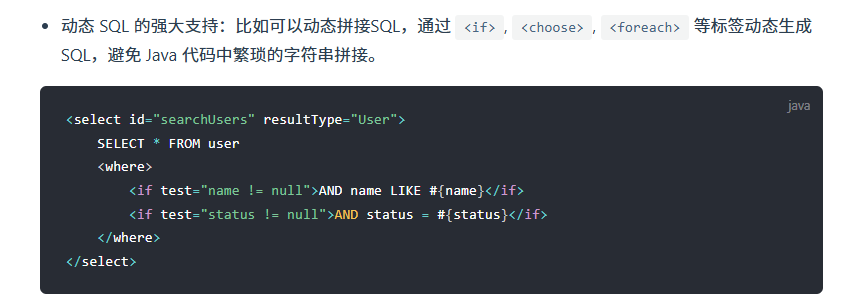 • 动态 SQL 的强大支持：比如可以动态拼接SQL，通过 <if> , <choose> , <foreach> 等标签动态生成
SQL，避免 Java 代码中繁琐的字符串拼接。
java
<select id="searchUsers" resultType="User">
    SELECT * FROM user
    <where>
        <if test="name != null">AND name LIKE #{name}</if>
        <if test="status != null">AND status = #{status}</if>
    </where>
</select>